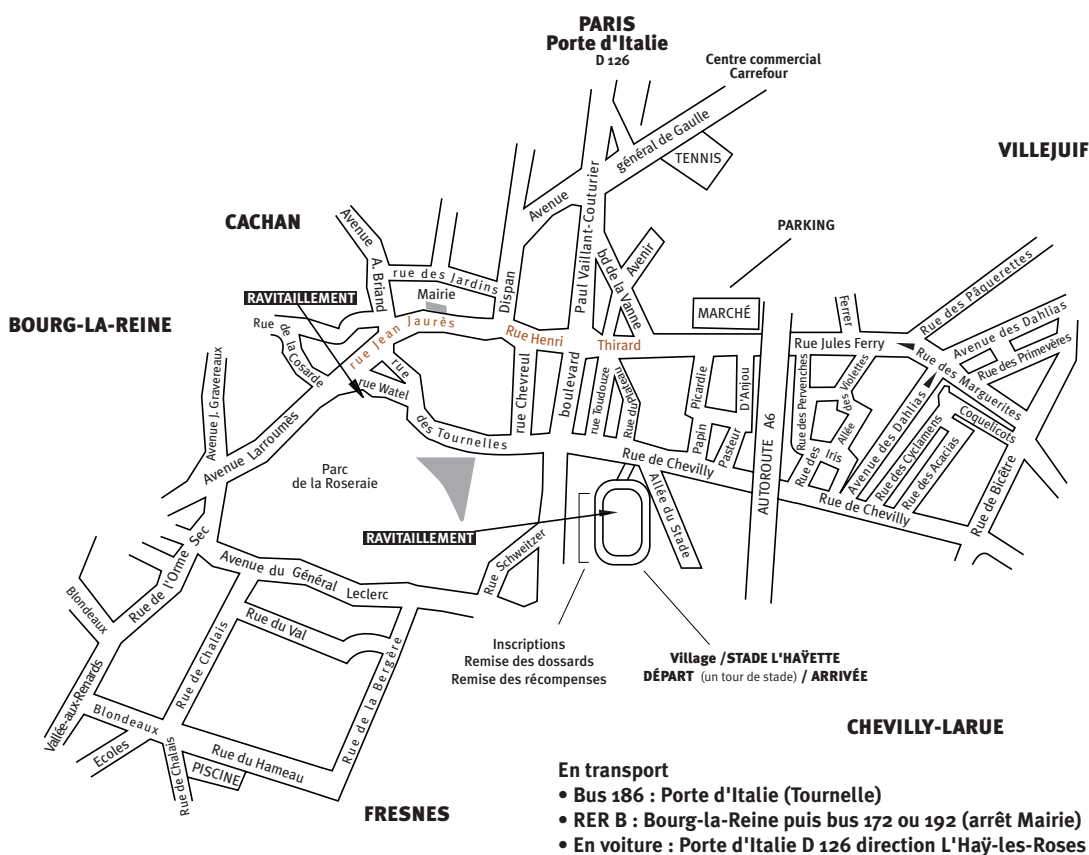 PARIS
Porte d'Italie
D 126
Centre commercial
Carrefour
VILLEJUIF
CACHAN
BOURG-LA-REINE
Avenue
général de Gaulle
TENNIS
PARKING
Avenue A. Briand
rue des Jardins
Mairie
RAVITAILLEMENT
Dispan
Paul Vaillant-Couturier
bd de la Vanne
Avenir
MARCHÉ
Ferrer
Rue des Pâquerettes
Avenue des Dahlias
Rue des Primevères
Rue des Marguerites
Rue Jules Ferry
Rue
de la Cosarde
rue Jean Jaurès
Rue Henri
Thirard
rue
rue Watel
des Tournelles
rue Chevreul
boulevard
rue Toudouze
Rue du Plateau
Picardie
D'Anjou
Papin
Pasteur
AUTOROUTE A6
Rue des Pervenches
Allée des Violettes
Rue des Iris
Avenue des Dahlias
Rue des Cyclamens
Rue des Acacias
Coquelicots
Rue de Bicêtre
Avenue J. Gravereaux
Avenue Larroumès
Parc
de la Roseraie
Rue de Chevilly
Rue de Chevilly
RAVITAILLEMENT
Allée du Stade
Rue Schweitzer
Rue de l'Orme Sec
Avenue du Général Leclerc
Blondeaux
Rue du Val
Rue de Chalais
Rue de la Bergère
Vallée-aux-Renards
Blondeaux
Ecoles
Rue de Chalais
Rue du Hameau
PISCINE
Inscriptions
Remise des dossards
Remise des récompenses
Village /STADE L'HAŸETTE
DÉPART (un tour de stade) / ARRIVÉE
CHEVILLY-LARUE
FRESNES
En transport
• Bus 186 : Porte d'Italie (Tournelle)
• RER B : Bourg-la-Reine puis bus 172 ou 192 (arrêt Mairie)
• En voiture : Porte d'Italie D 126 direction L'Haÿ-les-Roses